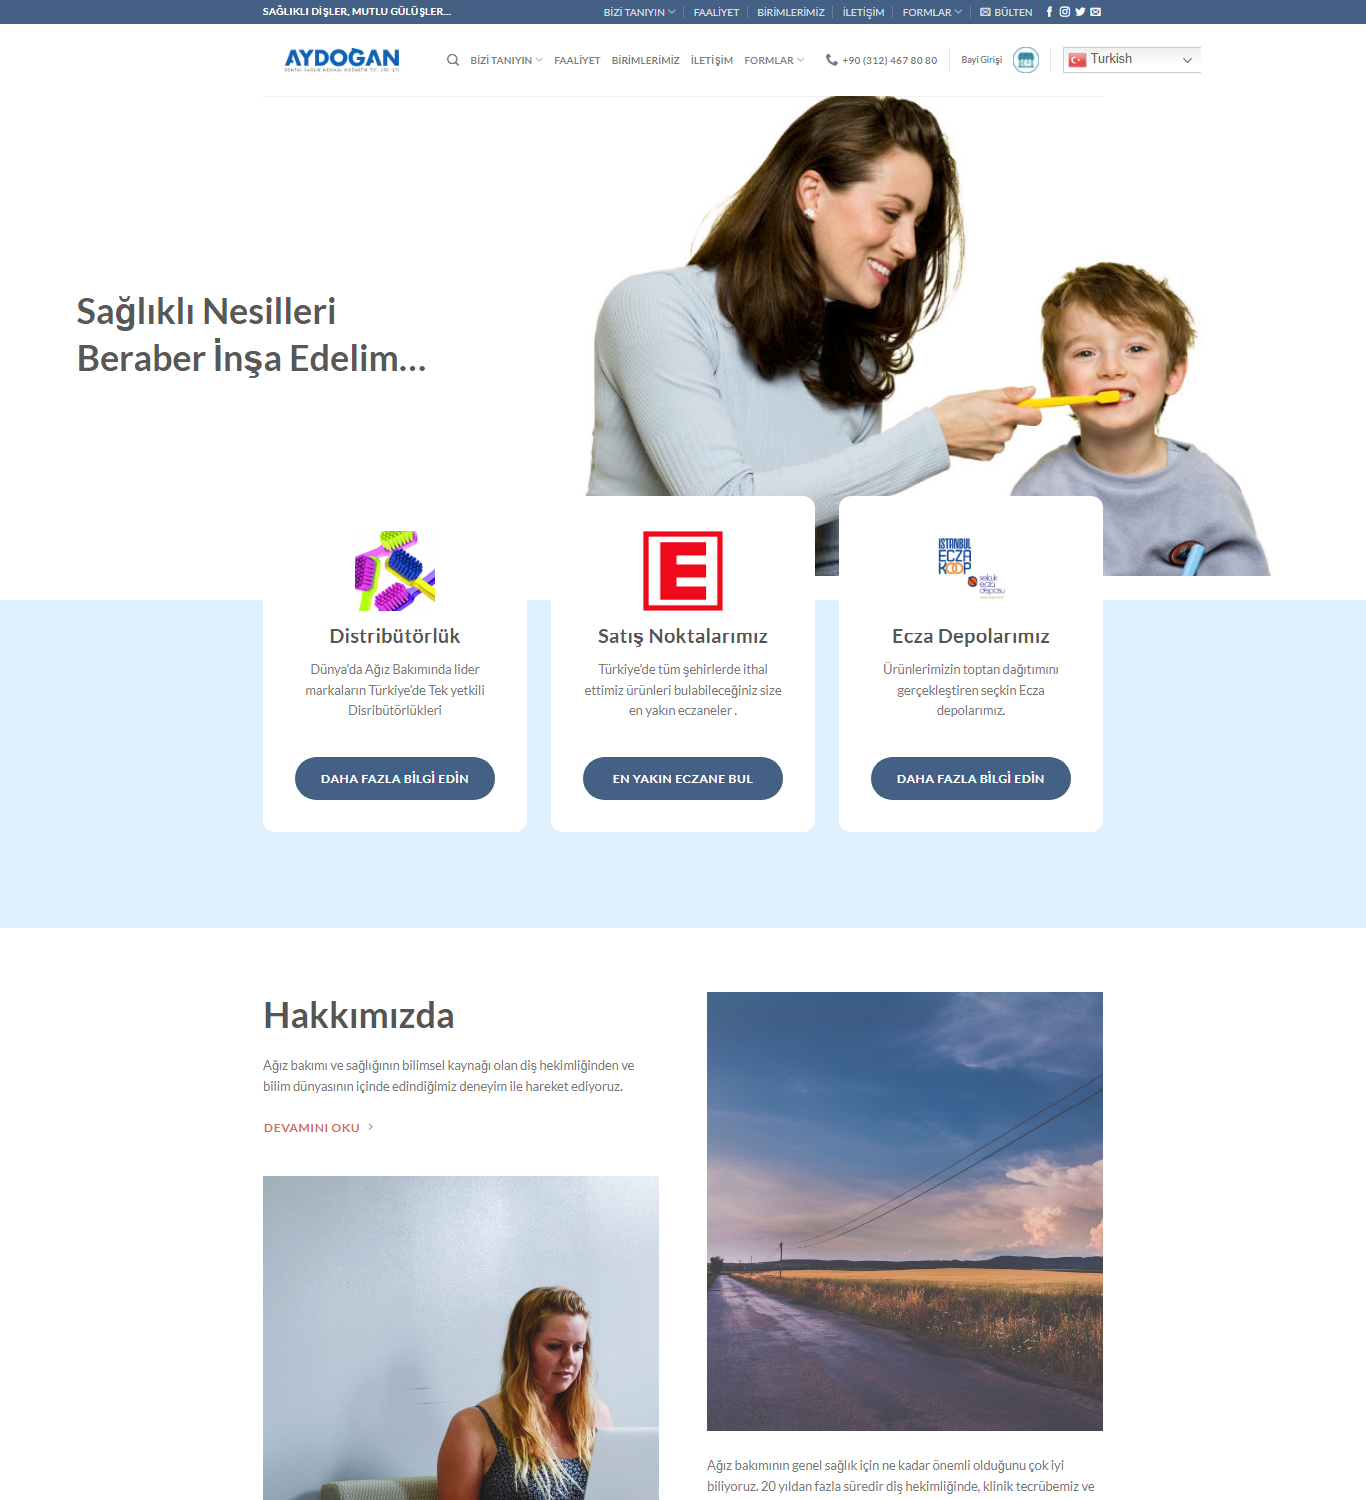 SAĞLIKLI DİŞLER, MUTLU GÜLÜŞLER...
BİZİ TANIYIN
FAALİYET
BİRİMLERİMİZ
İLETİŞİM
FORMLAR
BÜLTEN
AYDOĞAN
BİZİ TANIYIN
FAALİYET
BİRİMLERİMİZ
İLETİŞİM
FORMLAR
+90 (312) 467 80 80
Bayi Girişi
Turkish
Sağlıklı Nesilleri
Beraber İnşa Edelim...
Distribütörlük
Dünya'da Ağız Bakımında lider
markaların Türkiye'de Tek yetkili
Disribütörlükleri
DAHA FAZLA BİLGİ EDİN
E
Satış Noktalarımız
Türkiye'de tüm şehirlerde ithal
ettimiz ürünleri bulabileceğiniz size
en yakın eczaneler .
EN YAKIN ECZANE BUL
İSTANBUL
ECZA
KOOP
selçuk
ecza
deposu
Ecza Depolarımız
Ürünlerimizin toptan dağıtımını
gerçekleştiren seçkin Ecza
depolarımız.
DAHA FAZLA BİLGİ EDİN
Hakkımızda
Ağız bakımı ve sağlığının bilimsel kaynağı olan diş hekimliğinden ve
bilim dünyasının içinde edindiğimiz deneyim ile hareket ediyoruz.
DEVAMINI OKU
Ağız bakımının genel sağlık için ne kadar önemli olduğunu çok iyi
biliyoruz. 20 yıldan fazla süredir diş hekimliğinde, klinik tecrübemiz ve